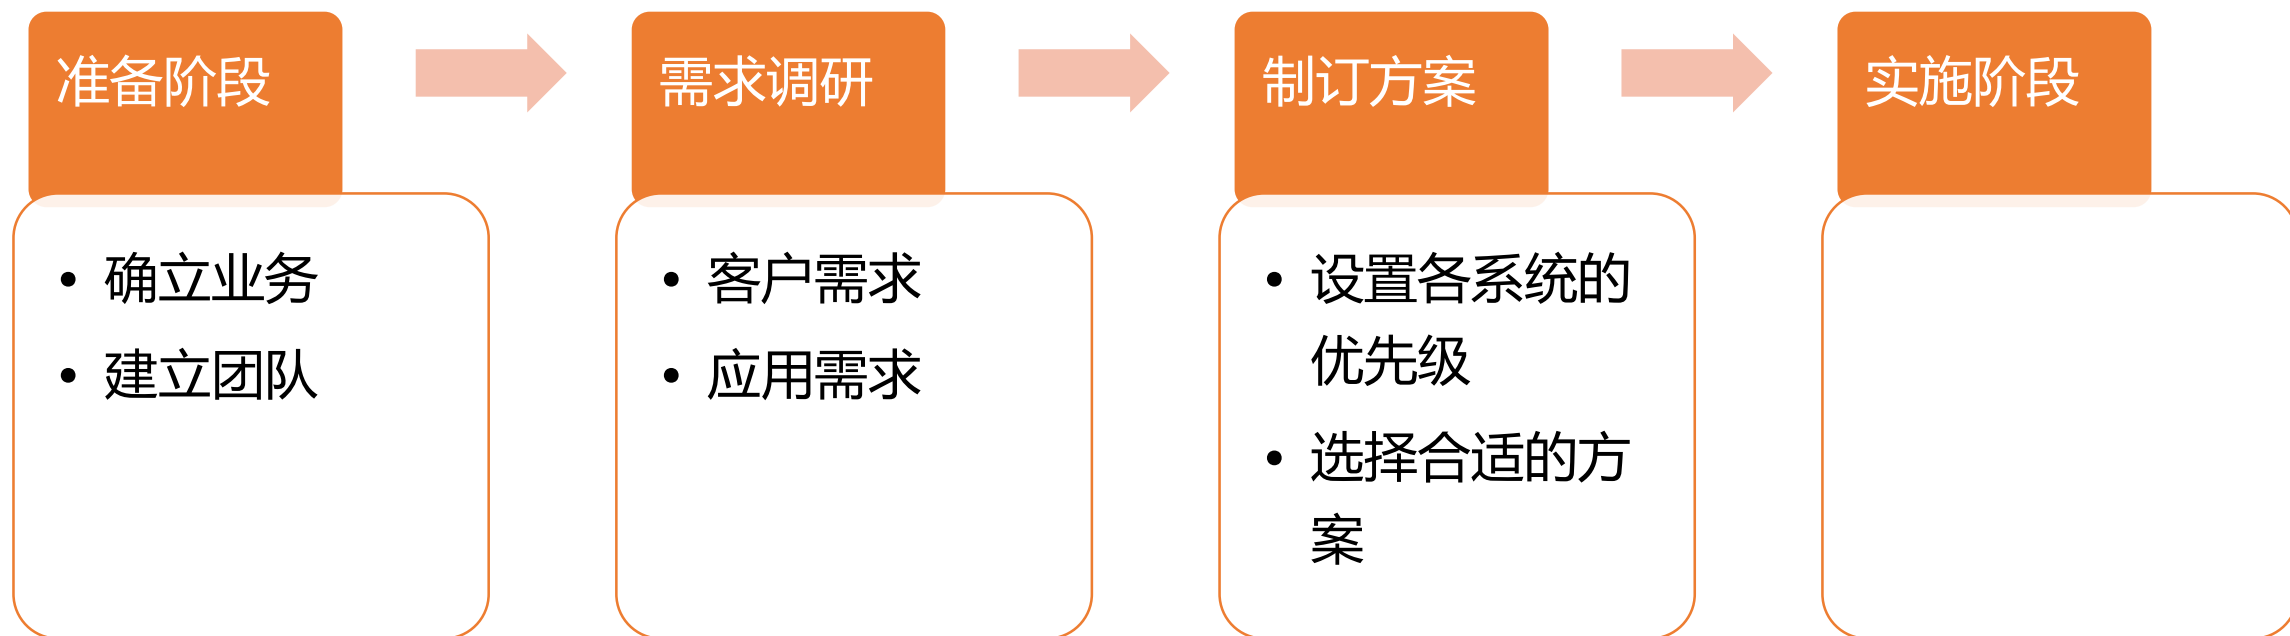 准备阶段
• 确立业务
• 建立团队
需求调研
• 客户需求
• 应用需求
制订方案
• 设置各系统的
优先级
• 选择合适的方
案
实施阶段